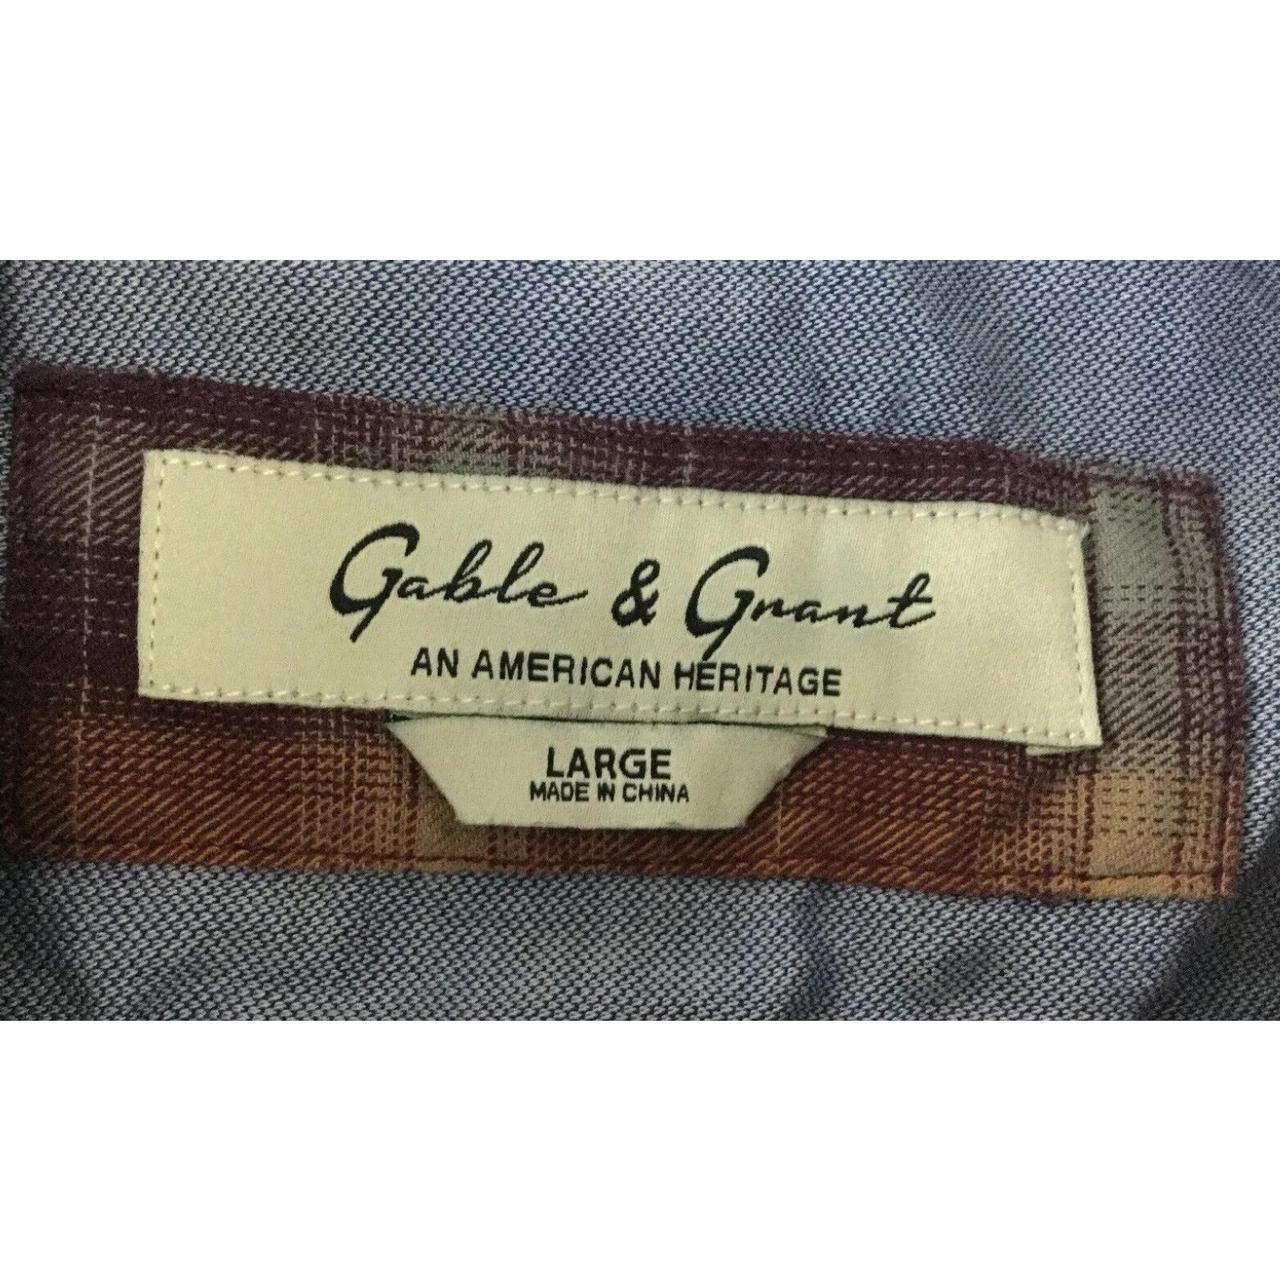 Gable & Grant
AN AMERICAN HERITAGE
LARGE
MADE IN CHINA